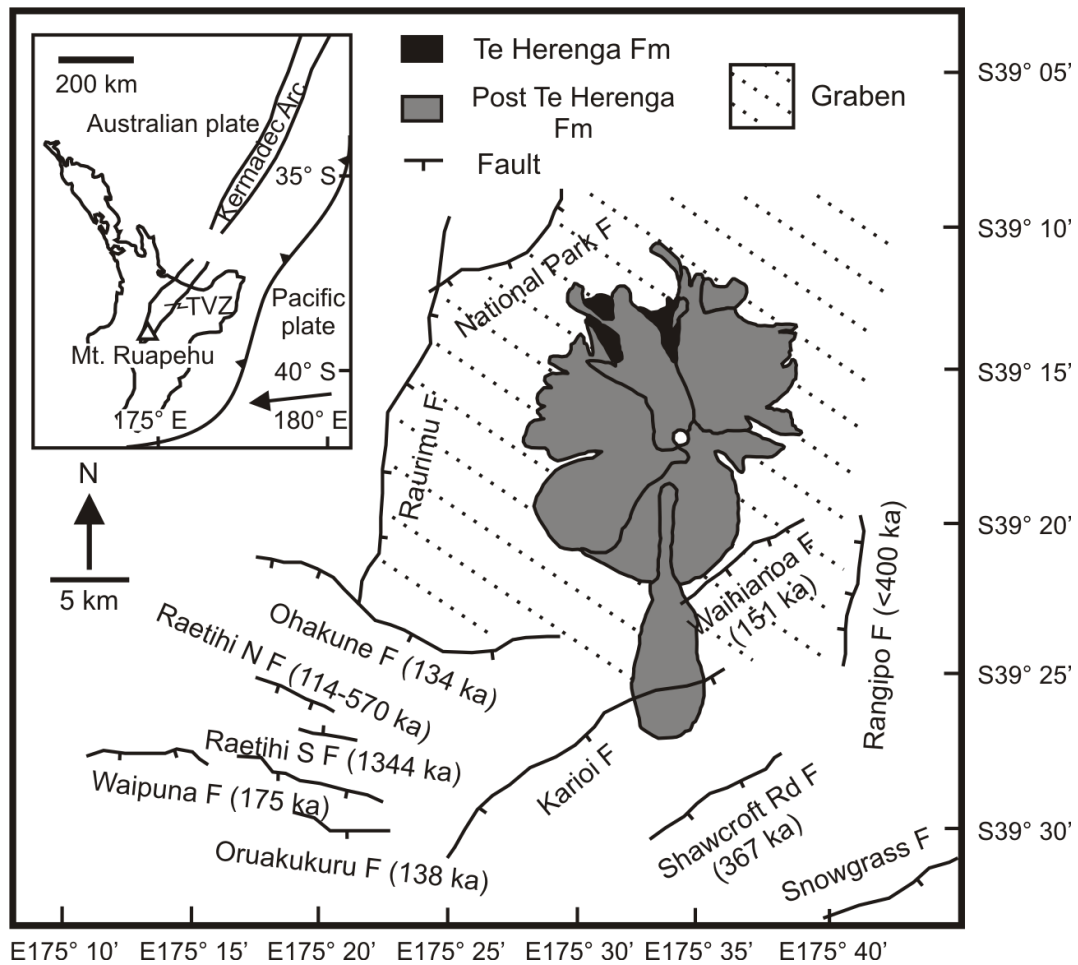 200 km
Australian plate
Kermadec Arc
35° S
Pacific
plate
TVZ
Mt. Ruapehu
40° S
175° E
180° E
Te Herenga Fm
Post Te Herenga
Fm
Fault
Graben
S39° 05'
S39° 10'
S39° 15'
S39° 20'
S39° 25'
S39° 30'
N
5 km
National Park F
Raurimu F
Ohakune F (134 ka)
Raetihi N F (114-570 ka)
Raetihi S F (1344 ka)
Waipuna F (175 ka)
Oruakukuru F (138 ka)
Karioi F
Waihianoa F
(151 ka)
Rangipo F (<400 ka)
Shawcroft Rd F
(367 ka)
Snowgrass F
E175° 10'
E175° 15'
E175° 20'
E175° 25'
E175° 30'
E175° 35'
E175° 40'